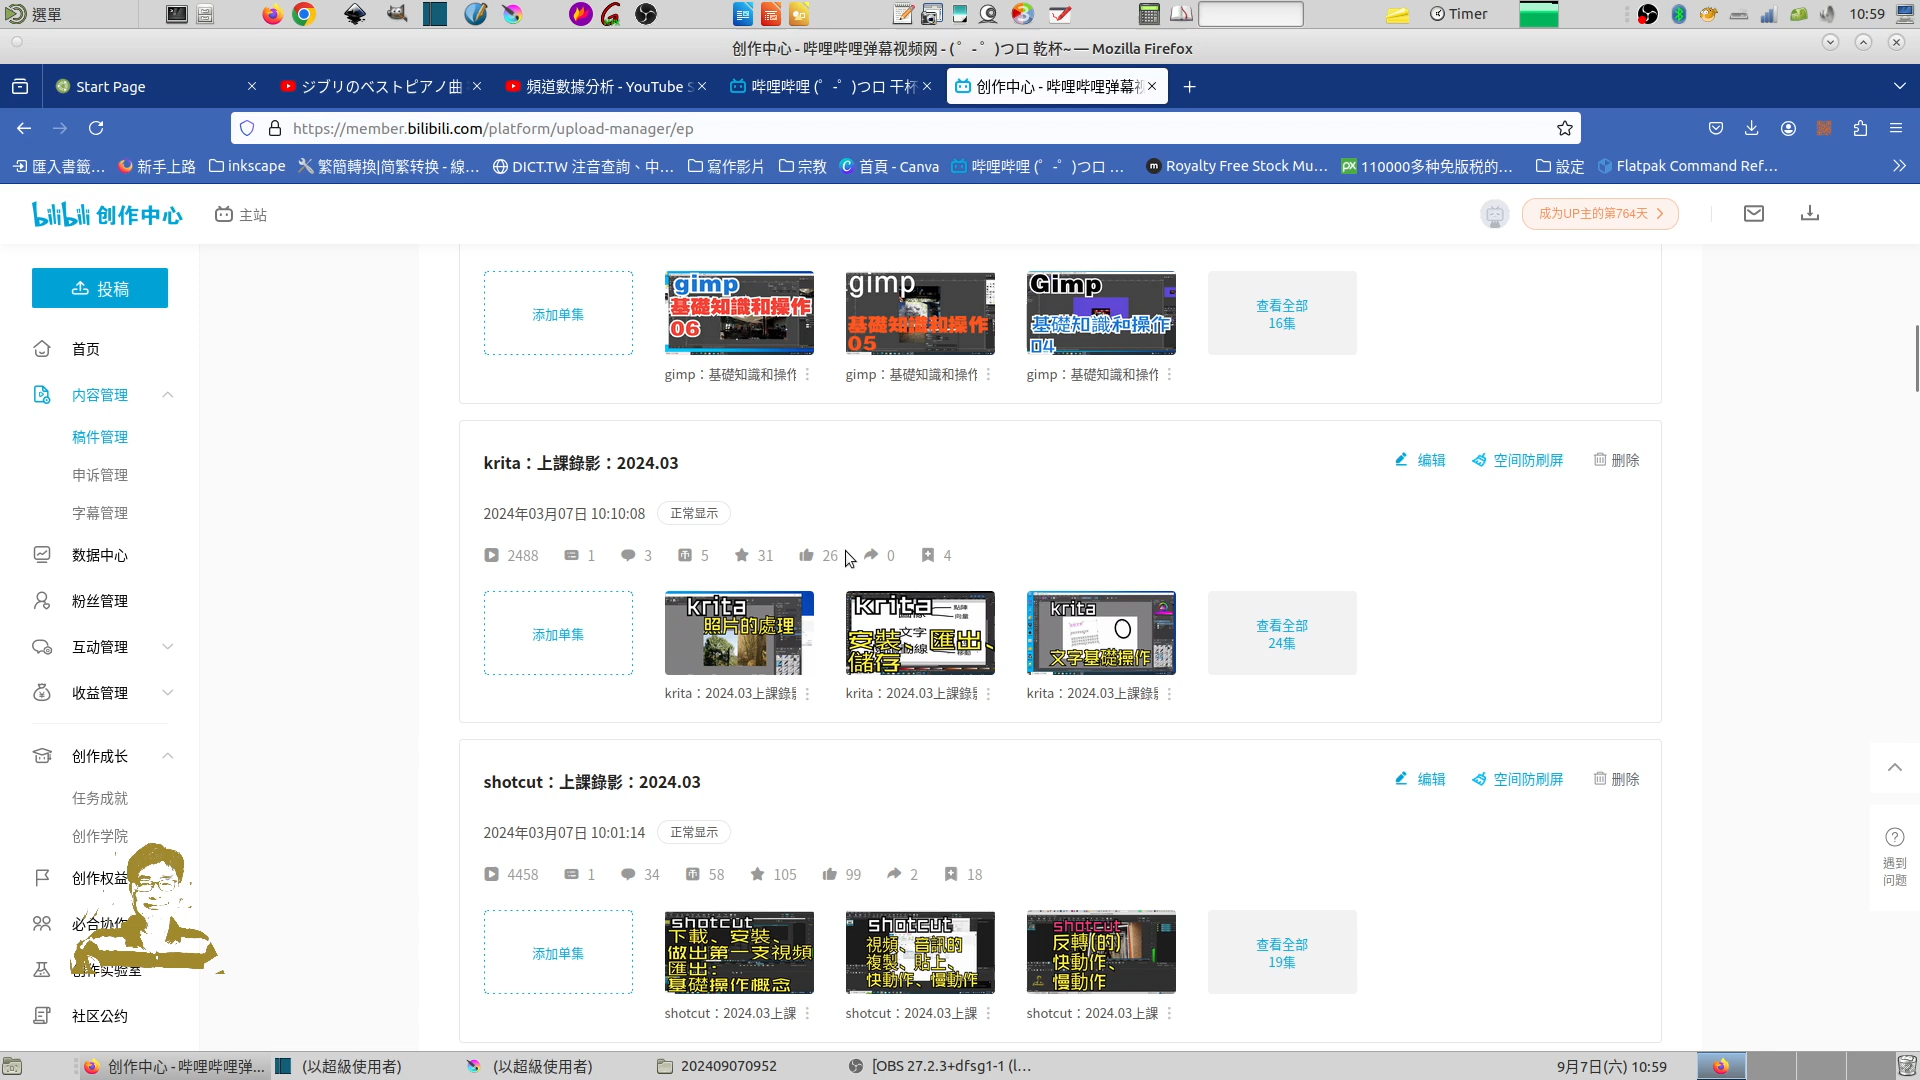 選單
Timer
10:59
创作中心 - 哔哩哔哩弹幕视频网 - ( ゜- ゜)つロ 乾杯~ — Mozilla Firefox
Start Page
ジブリのベストピアノ曲
頻道數據分析 - YouTube S
哔哩哔哩 (゜-゜)つロ 干杯
创作中心 - 哔哩哔哩弹幕视
https://member.bilibili.com/platform/upload-manager/ep
匯入書籤...
新手上路
inkscape
繁簡轉換|简繁转换 - 線...
DICT.TW 注音查詢、中...
寫作影片
宗教
首頁 - Canva
哔哩哔哩 (゜-゜)つロ ...
Royalty Free Stock Mu...
110000多种免版税的...
設定
Flatpak Command Ref...
bilibili 创作中心
主站
成为UP主的第764天
投稿
首页
内容管理
稿件管理
申诉管理
字幕管理
数据中心
粉丝管理
互动管理
收益管理
创作成长
任务成就
创作学院
创作权益
必合协作
创作实验室
社区公约
添加单集
gimp
基礎知識和操作
06
gimp
基礎知識和操作
05
Gimp
基礎知識和操作
04
查看全部
16集
gimp：基礎知識和操作
gimp：基礎知識和操作
gimp：基礎知識和操作
krita：上課錄影：2024.03
编辑
空间防刷屏
删除
2024年03月07日 10:10:08
正常显示
2488 1 3 5 31 26 0 4
添加单集
krita
照片的處理
krita
安裝、匯出、
儲存
krita
文字基礎操作
查看全部
24集
krita：2024.03上課錄影
krita：2024.03上課錄影
krita：2024.03上課錄影
shotcut：上課錄影：2024.03
编辑
空间防刷屏
删除
2024年03月07日 10:01:14
正常显示
4458 1 34 58 105 99 2 18
添加单集
shotcut
下載、安裝、
做出第一支視頻
匯出：
基礎操作概念
shotcut
視頻、音訊的
複製、貼上、
快動作、慢動作
shotcut
反轉(的)
快動作、
慢動作
查看全部
19集
shotcut：2024.03上課
shotcut：2024.03上課
shotcut：2024.03上課
遇到
问题
创作中心 - 哔哩哔哩弹...
(以超級使用者)
(以超級使用者)
202409070952
[OBS 27.2.3+dfsg1-1 (l...
9月7日(六) 10:59